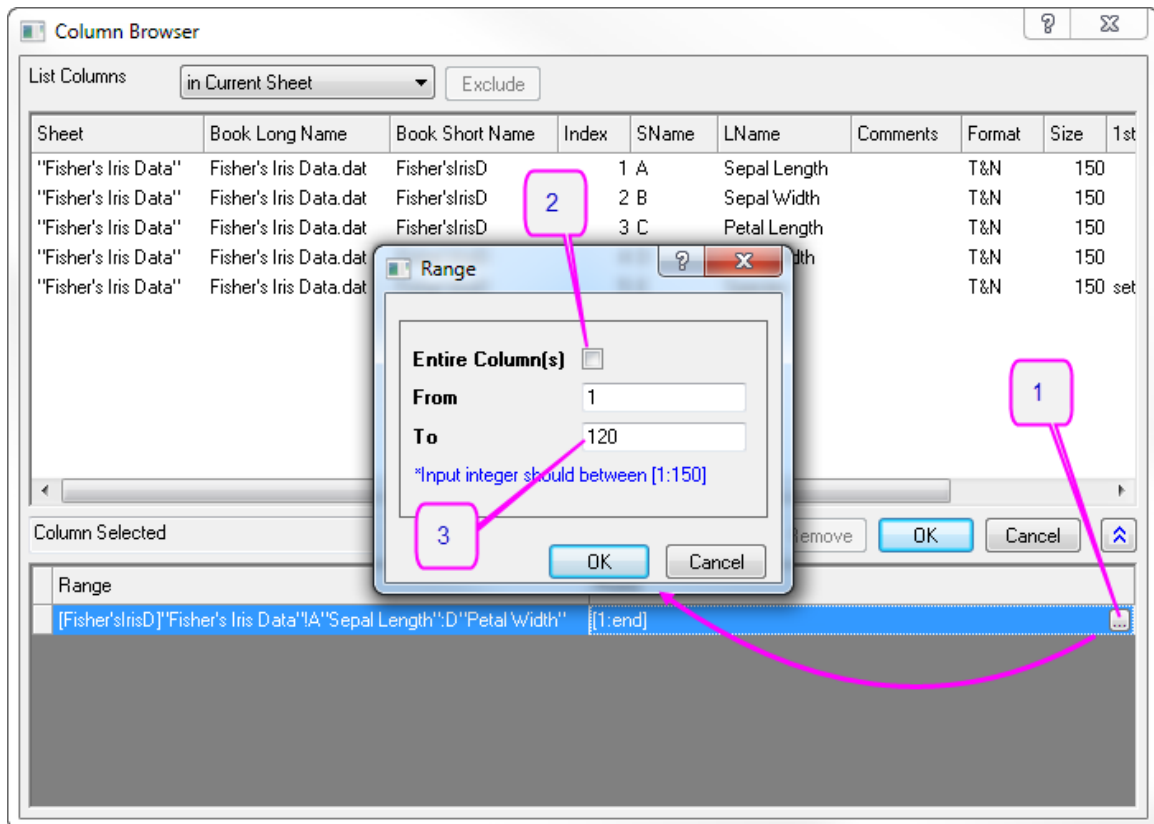 Column Browser
List Columns in Current Sheet Exclude
Sheet Book Long Name Book Short Name Index SName LName Comments Format Size 1st
"Fisher's Iris Data" Fisher's Iris Data.dat Fisher'sIrisD 1 A Sepal Length T&N 150
"Fisher's Iris Data" Fisher's Iris Data.dat Fisher'sIrisD 2 B Sepal Width T&N 150
"Fisher's Iris Data" Fisher's Iris Data.dat Fisher'sIrisD 3 C Petal Length T&N 150
"Fisher's Iris Data" Fisher's Iris Data.dat T&N 150
"Fisher's Iris Data" Fisher's Iris Data.dat T&N 150 set
2
Range
Entire Column(s)
From 1
To 120
*Input integer should between [1:150]
3
OK Cancel
1
Column Selected OK Cancel
Range
[Fisher'sIrisD]"Fisher's Iris Data"!A"Sepal Length":D"Petal Width" [1:end] ...